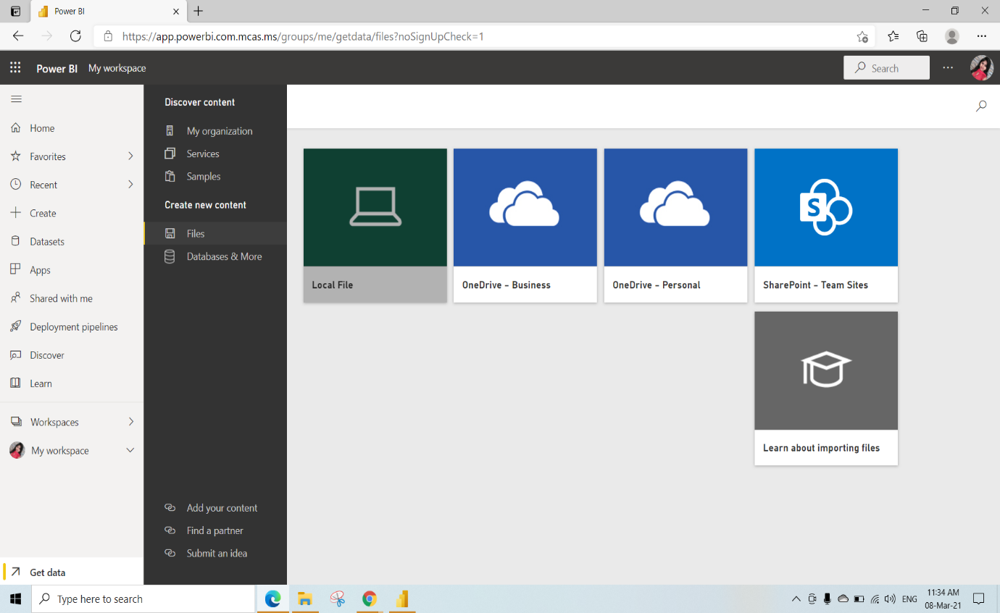 Power BI
https://app.powerbi.com.mcas.ms/groups/me/getdata/files?noSignUpCheck=1
Power BI My workspace
Search
Home
Favorites
Recent
Create
Datasets
Apps
Shared with me
Deployment pipelines
Discover
Learn
Workspaces
My workspace
Get data
Discover content
My organization
Services
Samples
Create new content
Files
Databases & More
Add your content
Find a partner
Submit an idea
Local File
OneDrive – Business
OneDrive – Personal
S
SharePoint – Team Sites
Learn about importing files
Type here to search
ENG
11:34 AM
08-Mar-21